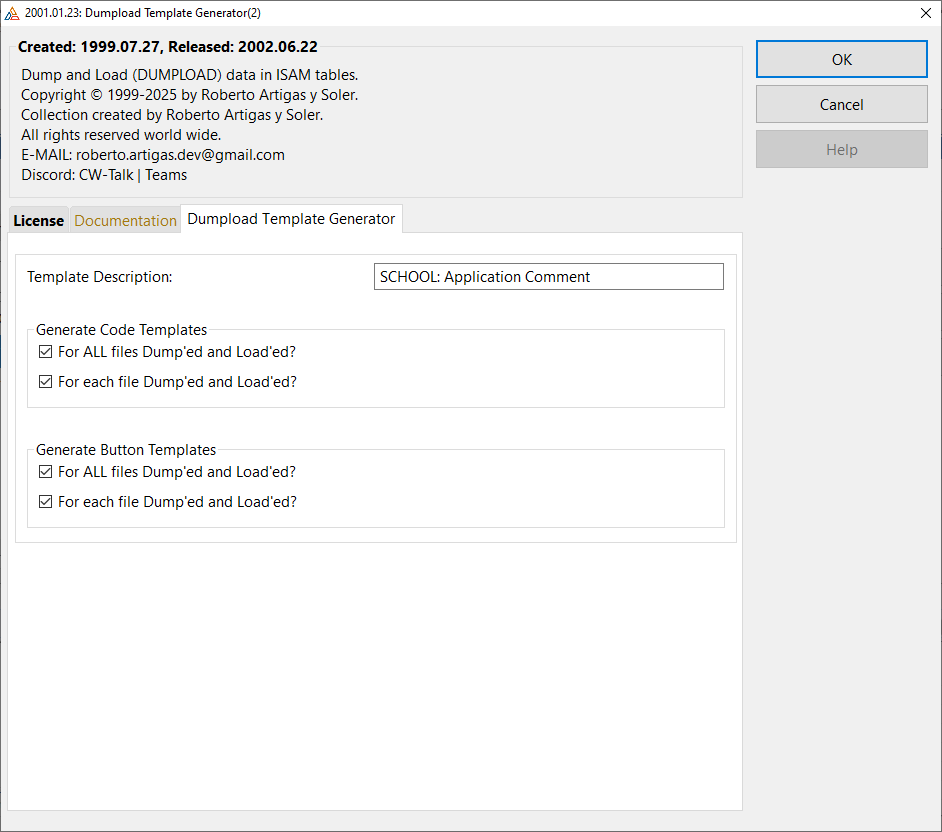 2001.01.23: Dumpload Template Generator(2)
Created: 1999.07.27, Released: 2002.06.22
Dump and Load (DUMPLOAD) data in ISAM tables.
Copyright © 1999-2025 by Roberto Artigas y Soler.
Collection created by Roberto Artigas y Soler.
All rights reserved world wide.
E-MAIL: roberto.artigas.dev@gmail.com
Discord: CW-Talk | Teams
OK
Cancel
Help
License Documentation Dumpload Template Generator
Template Description: SCHOOL: Application Comment
Generate Code Templates
For ALL files Dump'ed and Load'ed?
For each file Dump'ed and Load'ed?
Generate Button Templates
For ALL files Dump'ed and Load'ed?
For each file Dump'ed and Load'ed?